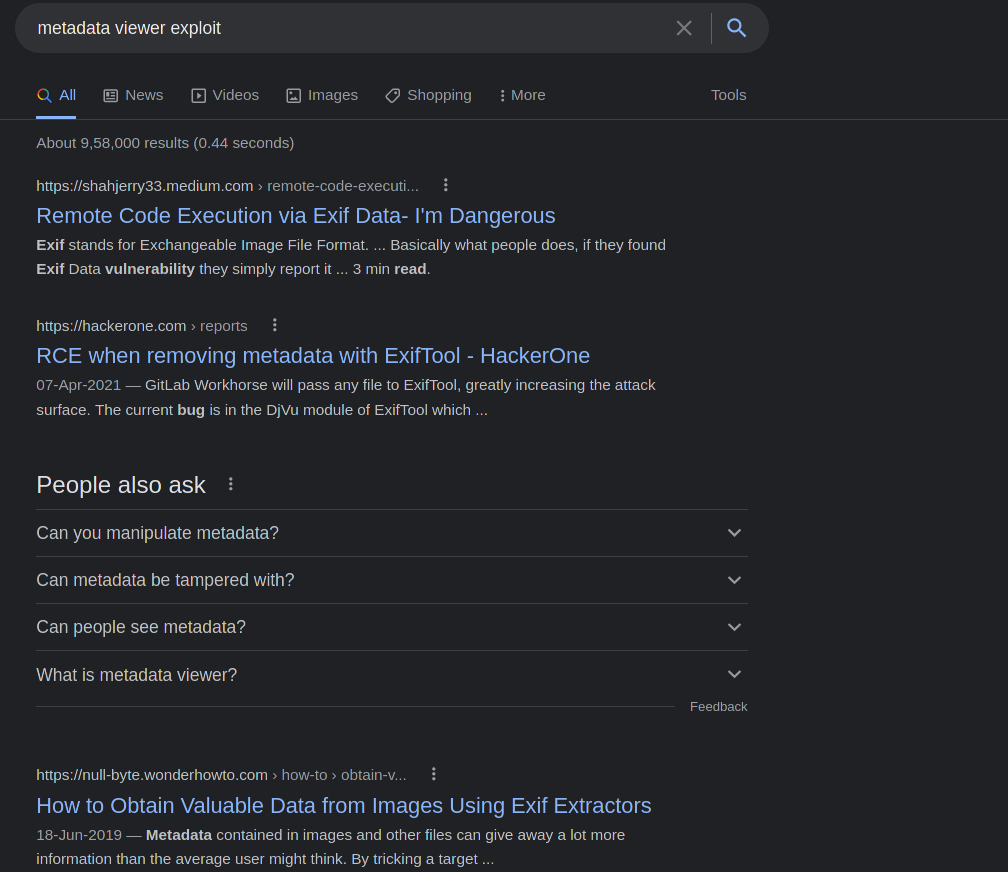 metadata viewer exploit
All News Videos Images Shopping More Tools
About 9,58,000 results (0.44 seconds)
https://shahjerry33.medium.com › remote-code-executi...
Remote Code Execution via Exif Data- I'm Dangerous
Exif stands for Exchangeable Image File Format. ... Basically what people does, if they found
Exif Data vulnerability they simply report it ... 3 min read.
https://hackerone.com › reports
RCE when removing metadata with ExifTool - HackerOne
07-Apr-2021 — GitLab Workhorse will pass any file to ExifTool, greatly increasing the attack
surface. The current bug is in the DjVu module of ExifTool which ...
People also ask
Can you manipulate metadata?
Can metadata be tampered with?
Can people see metadata?
What is metadata viewer?
Feedback
https://null-byte.wonderhowto.com › how-to › obtain-v...
How to Obtain Valuable Data from Images Using Exif Extractors
18-Jun-2019 — Metadata contained in images and other files can give away a lot more
information than the average user might think. By tricking a target ...